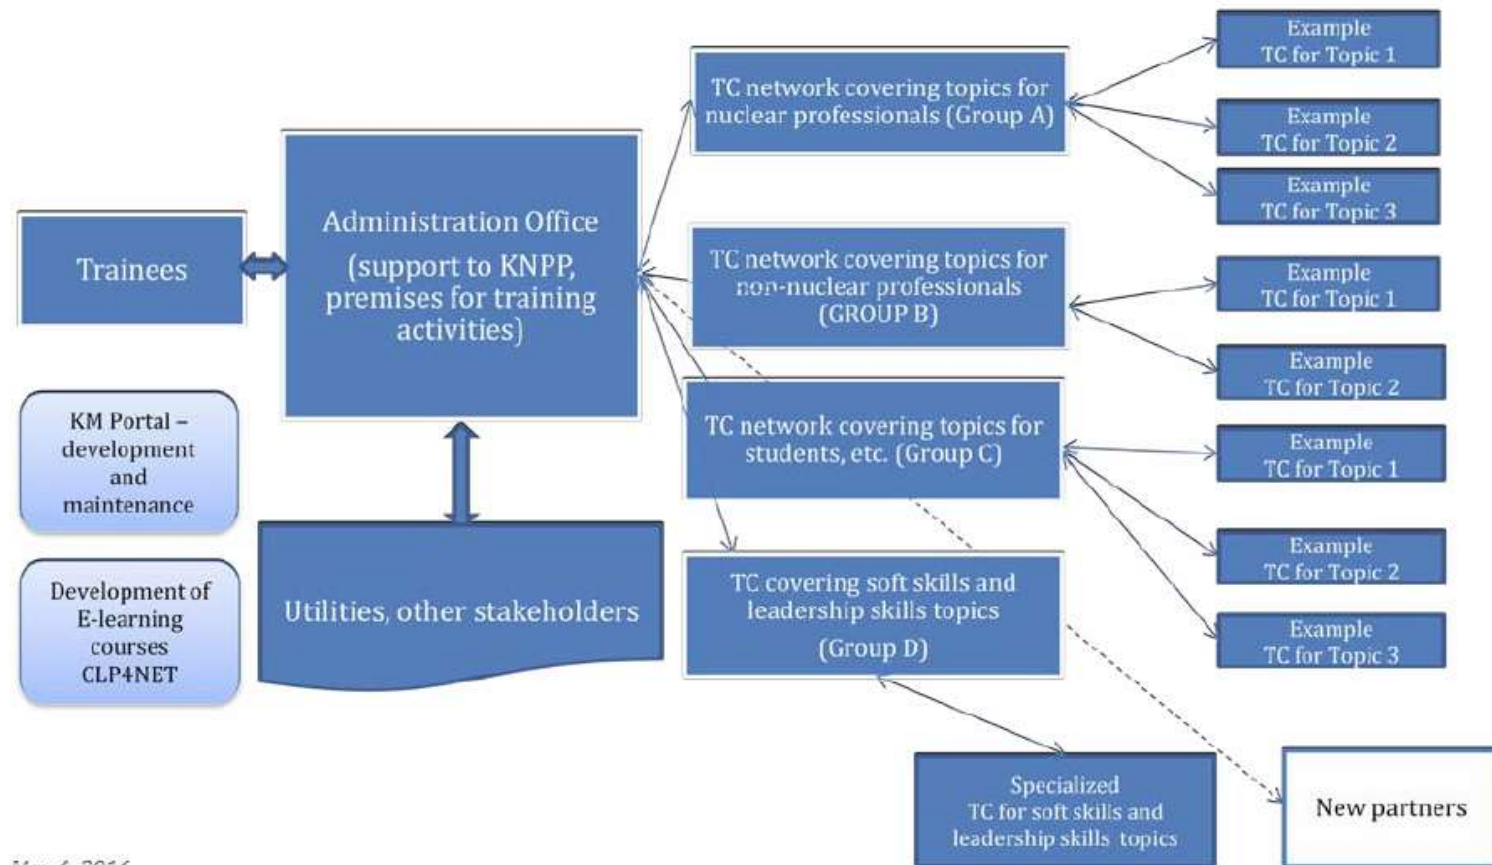 Trainees
Administration Office
(support to KNPP,
premises for training
activities)
KM Portal –
development
and
maintenance
Development of
E-learning
courses
CLP4NET
Utilities, other stakeholders
TC network covering topics for
nuclear professionals (Group A)
TC network covering topics for
non-nuclear professionals
(GROUP B)
TC network covering topics for
students, etc. (Group C)
TC covering soft skills and
leadership skills topics
(Group D)
Example
TC for Topic 1
Example
TC for Topic 2
Example
TC for Topic 3
Example
TC for Topic 1
Example
TC for Topic 2
Example
TC for Topic 1
Example
TC for Topic 2
Example
TC for Topic 3
Specialized
TC for soft skills and
leadership skills topics
New partners